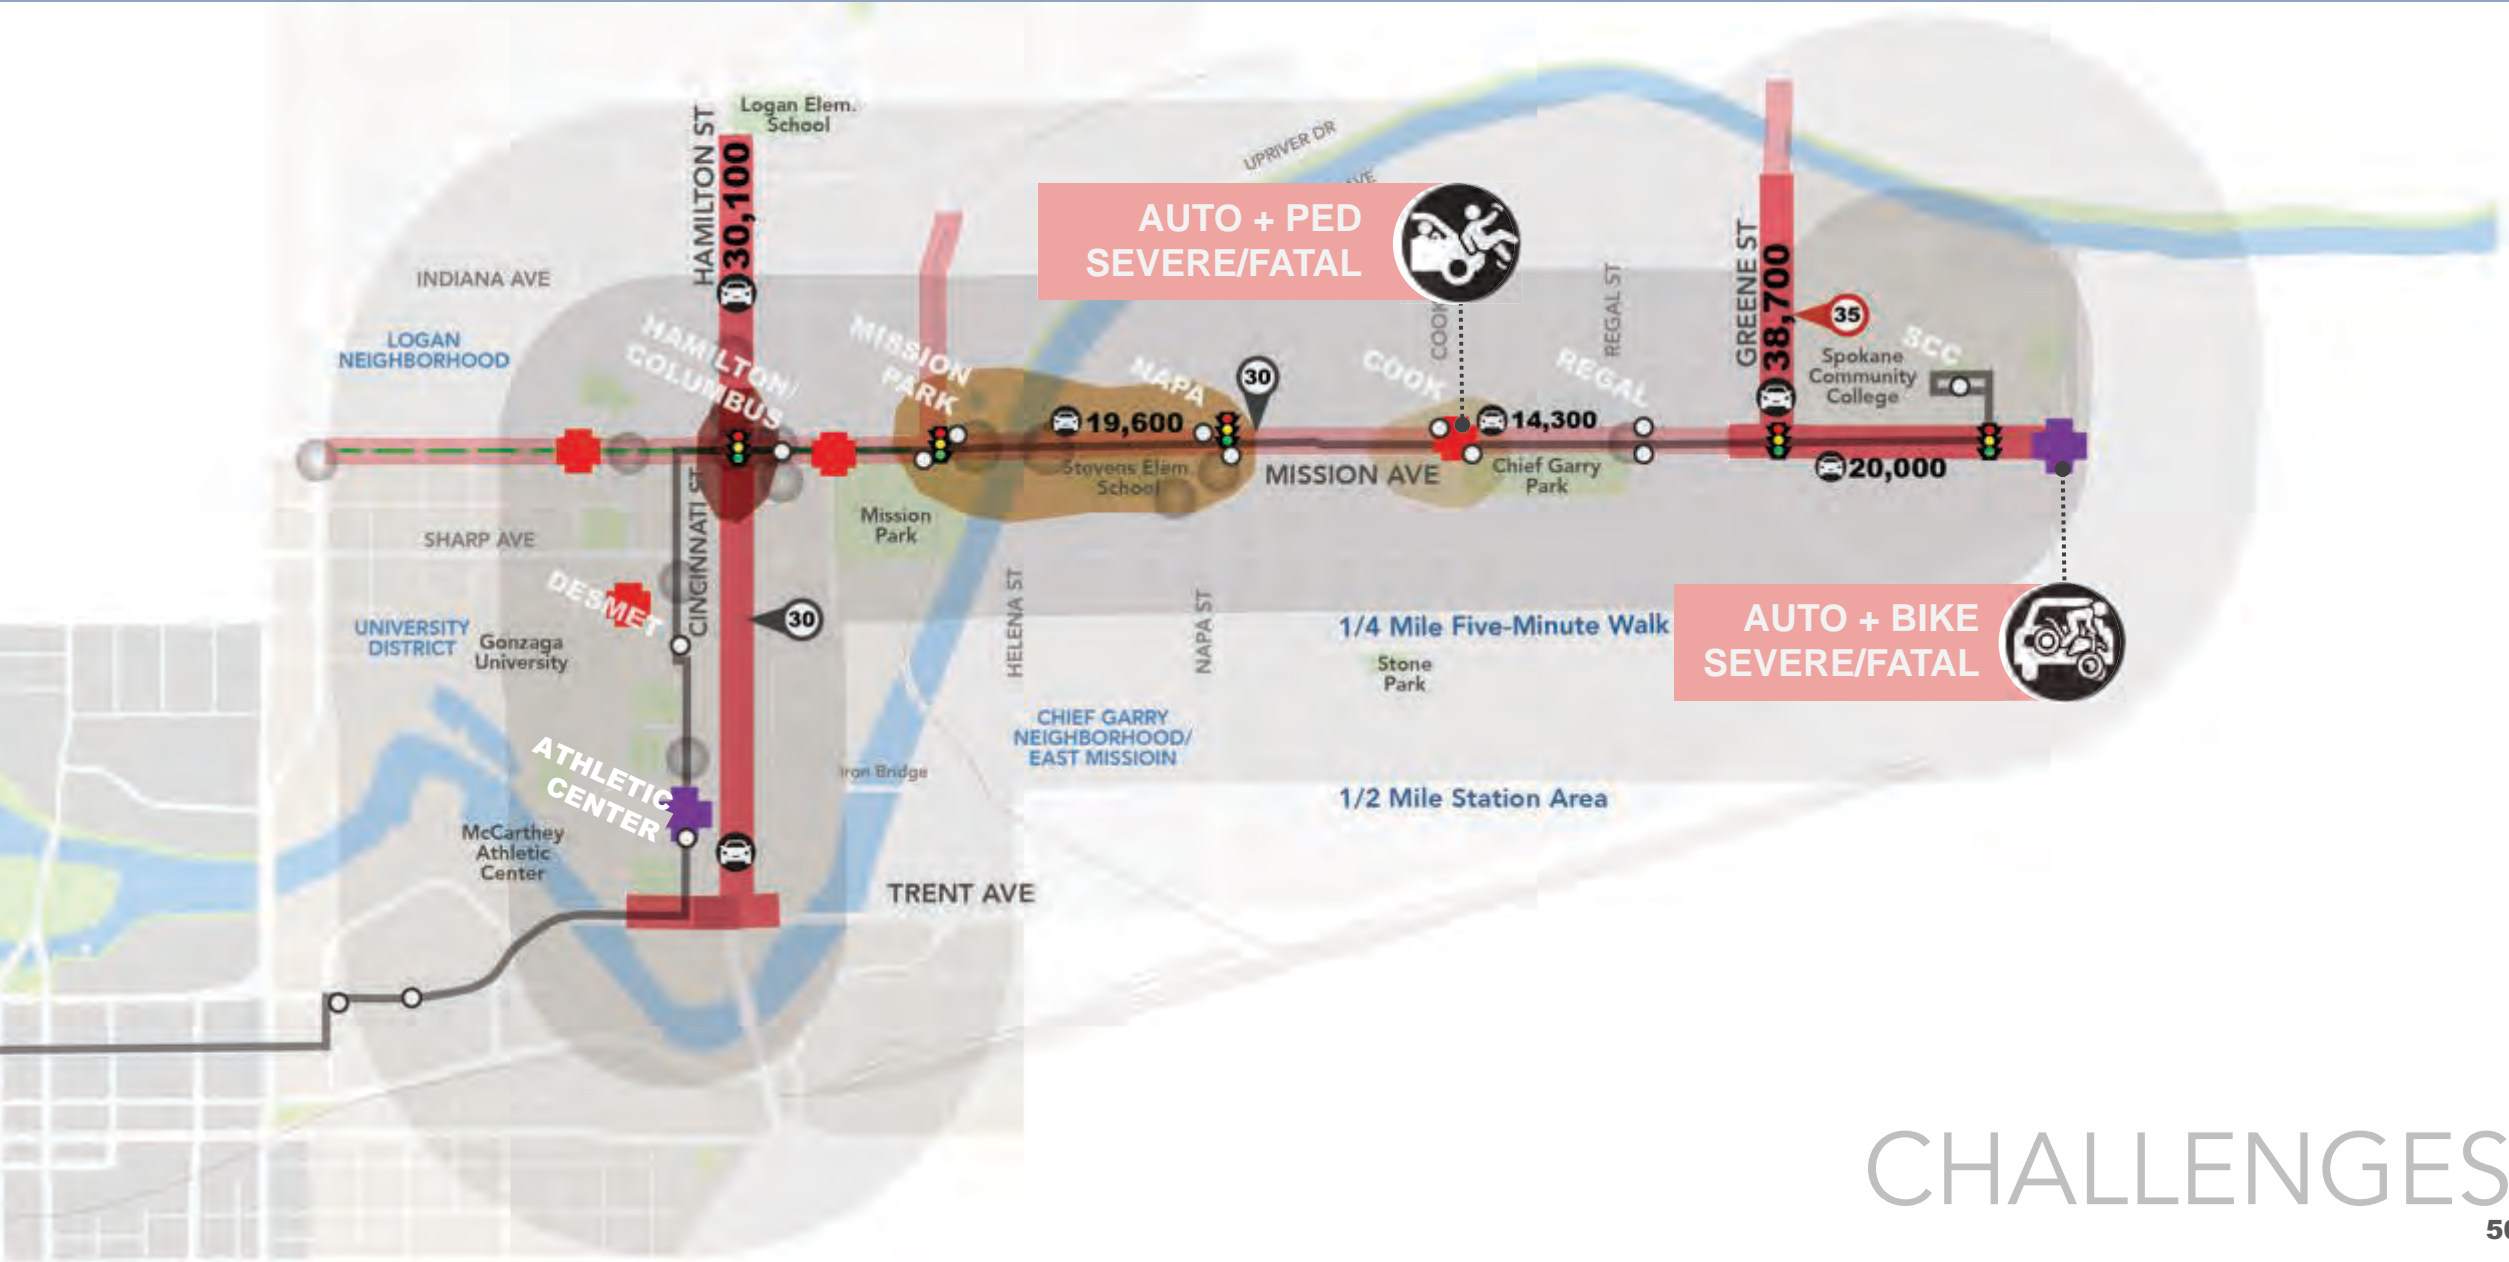 Logan Elem.
School
HAMILTON ST
30,100
UPRIVER DR
AVE
AUTO + PED
SEVERE/FATAL
INDIANA AVE
LOGAN
NEIGHBORHOOD
HAMILTON/
COLUMBUS
MISSION
PARK
NAPA
30
COOK
COOK
REGAL
REGAL ST
GREENE ST
38,700
35
SCC
Spokane
Community
College
19,600
14,300
Stevens Elem
School
MISSION AVE
Chief Garry
Park
20,000
Mission
Park
SHARP AVE
CINCINNATI ST
DESMET
UNIVERSITY
DISTRICT
Gonzaga
University
30
HELENA ST
NAPA ST
1/4 Mile Five-Minute Walk
Stone
Park
AUTO + BIKE
SEVERE/FATAL
CHIEF GARRY
NEIGHBORHOOD/
EAST MISSIOIN
Iron Bridge
ATHLETIC
CENTER
1/2 Mile Station Area
McCarthey
Athletic
Center
TRENT AVE
CHALLENGES